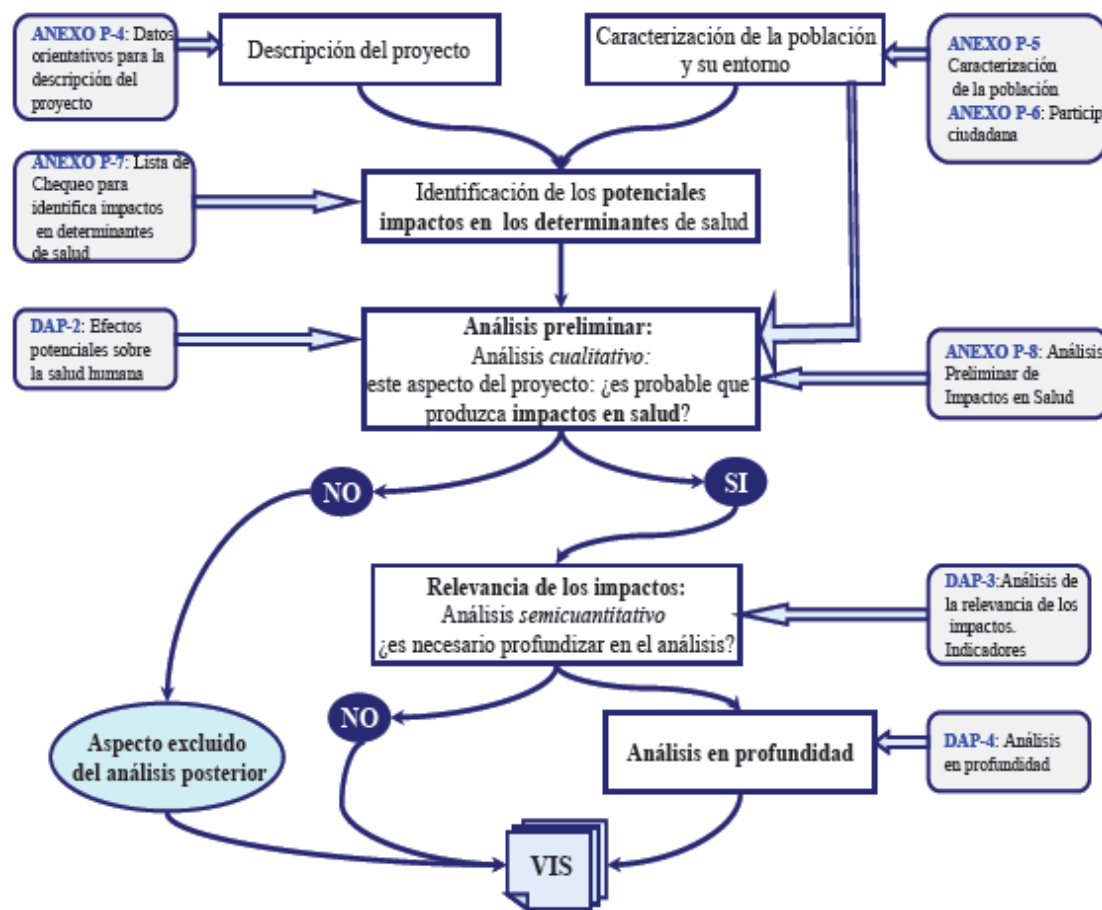 ANEXO P-4: Datos
orientativos para la
descripción del
proyecto
Descripción del proyecto
Caracterización de la población
y su entorno
ANEXO P-5
Caracterización
de la población
ANEXO P-6: Particip
ciudadana
ANEXO P-7: Lista de
Chequeo para
identifica impactos
en determinantes
de salud
Identificación de los potenciales
impactos en los determinantes de salud
DAP-2: Efectos
potenciales sobre
la salud humana
Análisis preliminar:
Análisis cualitativo:
este aspecto del proyecto: ¿es probable que
produzca impactos en salud?
ANEXO P-8: Análisis
Preliminar de
Impactos en Salud
NO
SI
Relevancia de los impactos:
Análisis semicuantitativo
¿es necesario profundizar en el análisis?
DAP-3:Análisis de
la relevancia de los
impactos.
Indicadores
NO
Aspecto excluido
del análisis posterior
Análisis en profundidad
DAP-4: Análisis
en profundidad
VIS